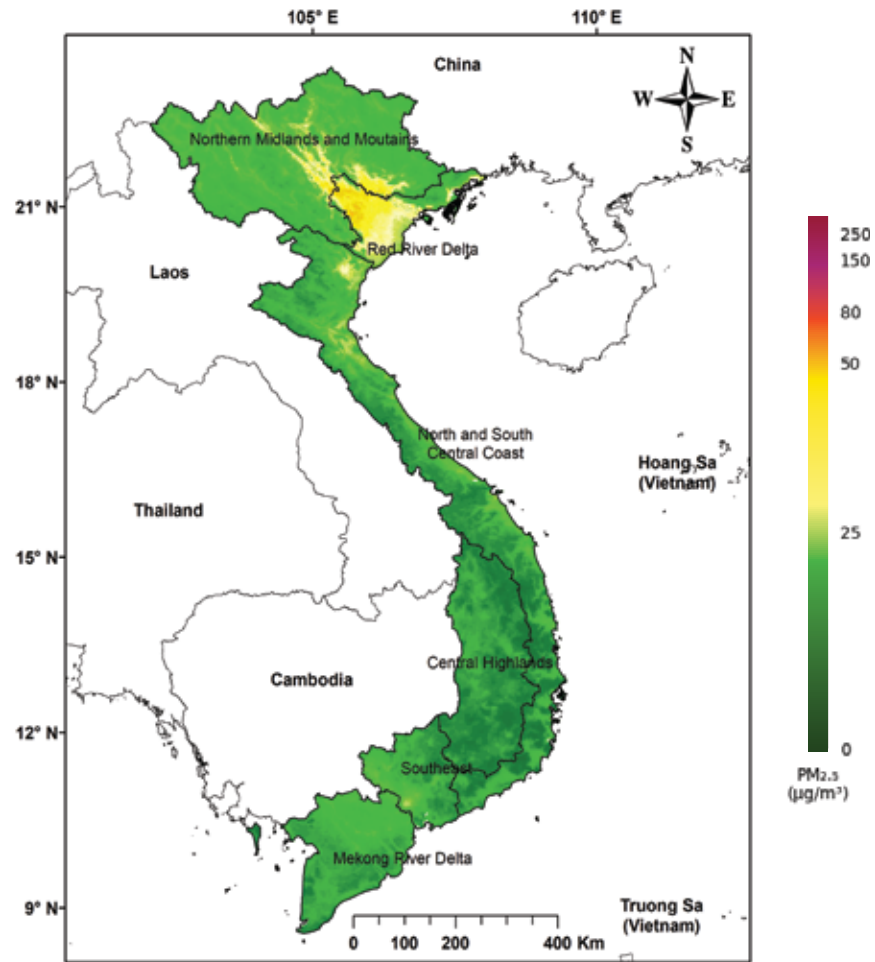 105° E
110° E
China
N
W
E
S
Northern Midlands and Moutains
21° N
Red River Delta
Laos
250
150
80
50
25
0
PM2.5
(µg/m³)
18° N
North and South
Central Coast
Hoang Sa
(Vietnam)
Thailand
15° N
Central Highlands
Cambodia
12° N
Southeast
Mekong River Delta
9° N
Truong Sa
(Vietnam)
0 100 200 400 Km